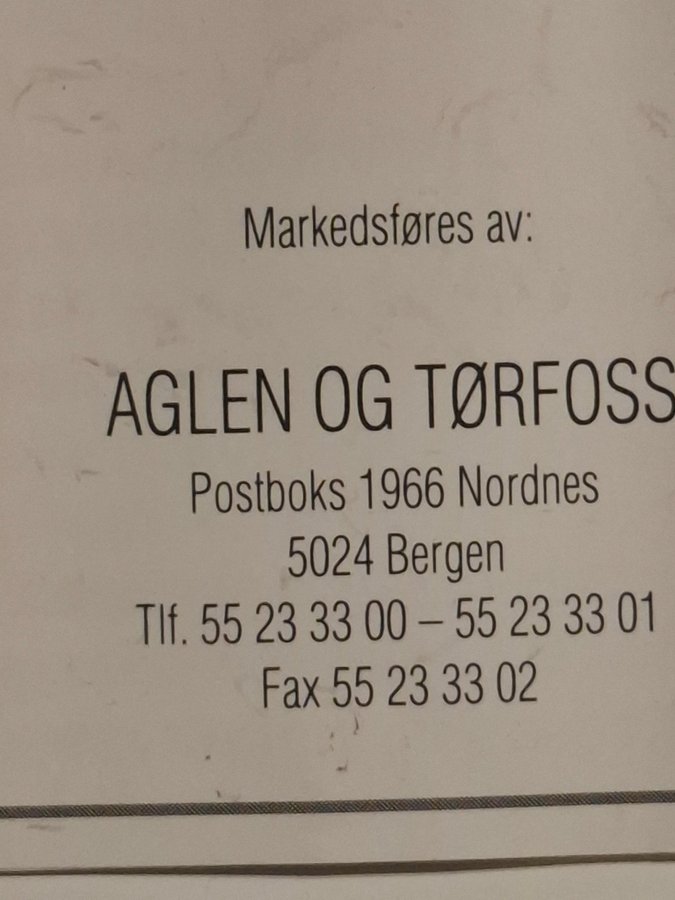 Markedsføres av:
AGLEN OG TØRFOSS
Postboks 1966 Nordnes
5024 Bergen
Tlf. 55 23 33 00 – 55 23 33 01
Fax 55 23 33 02